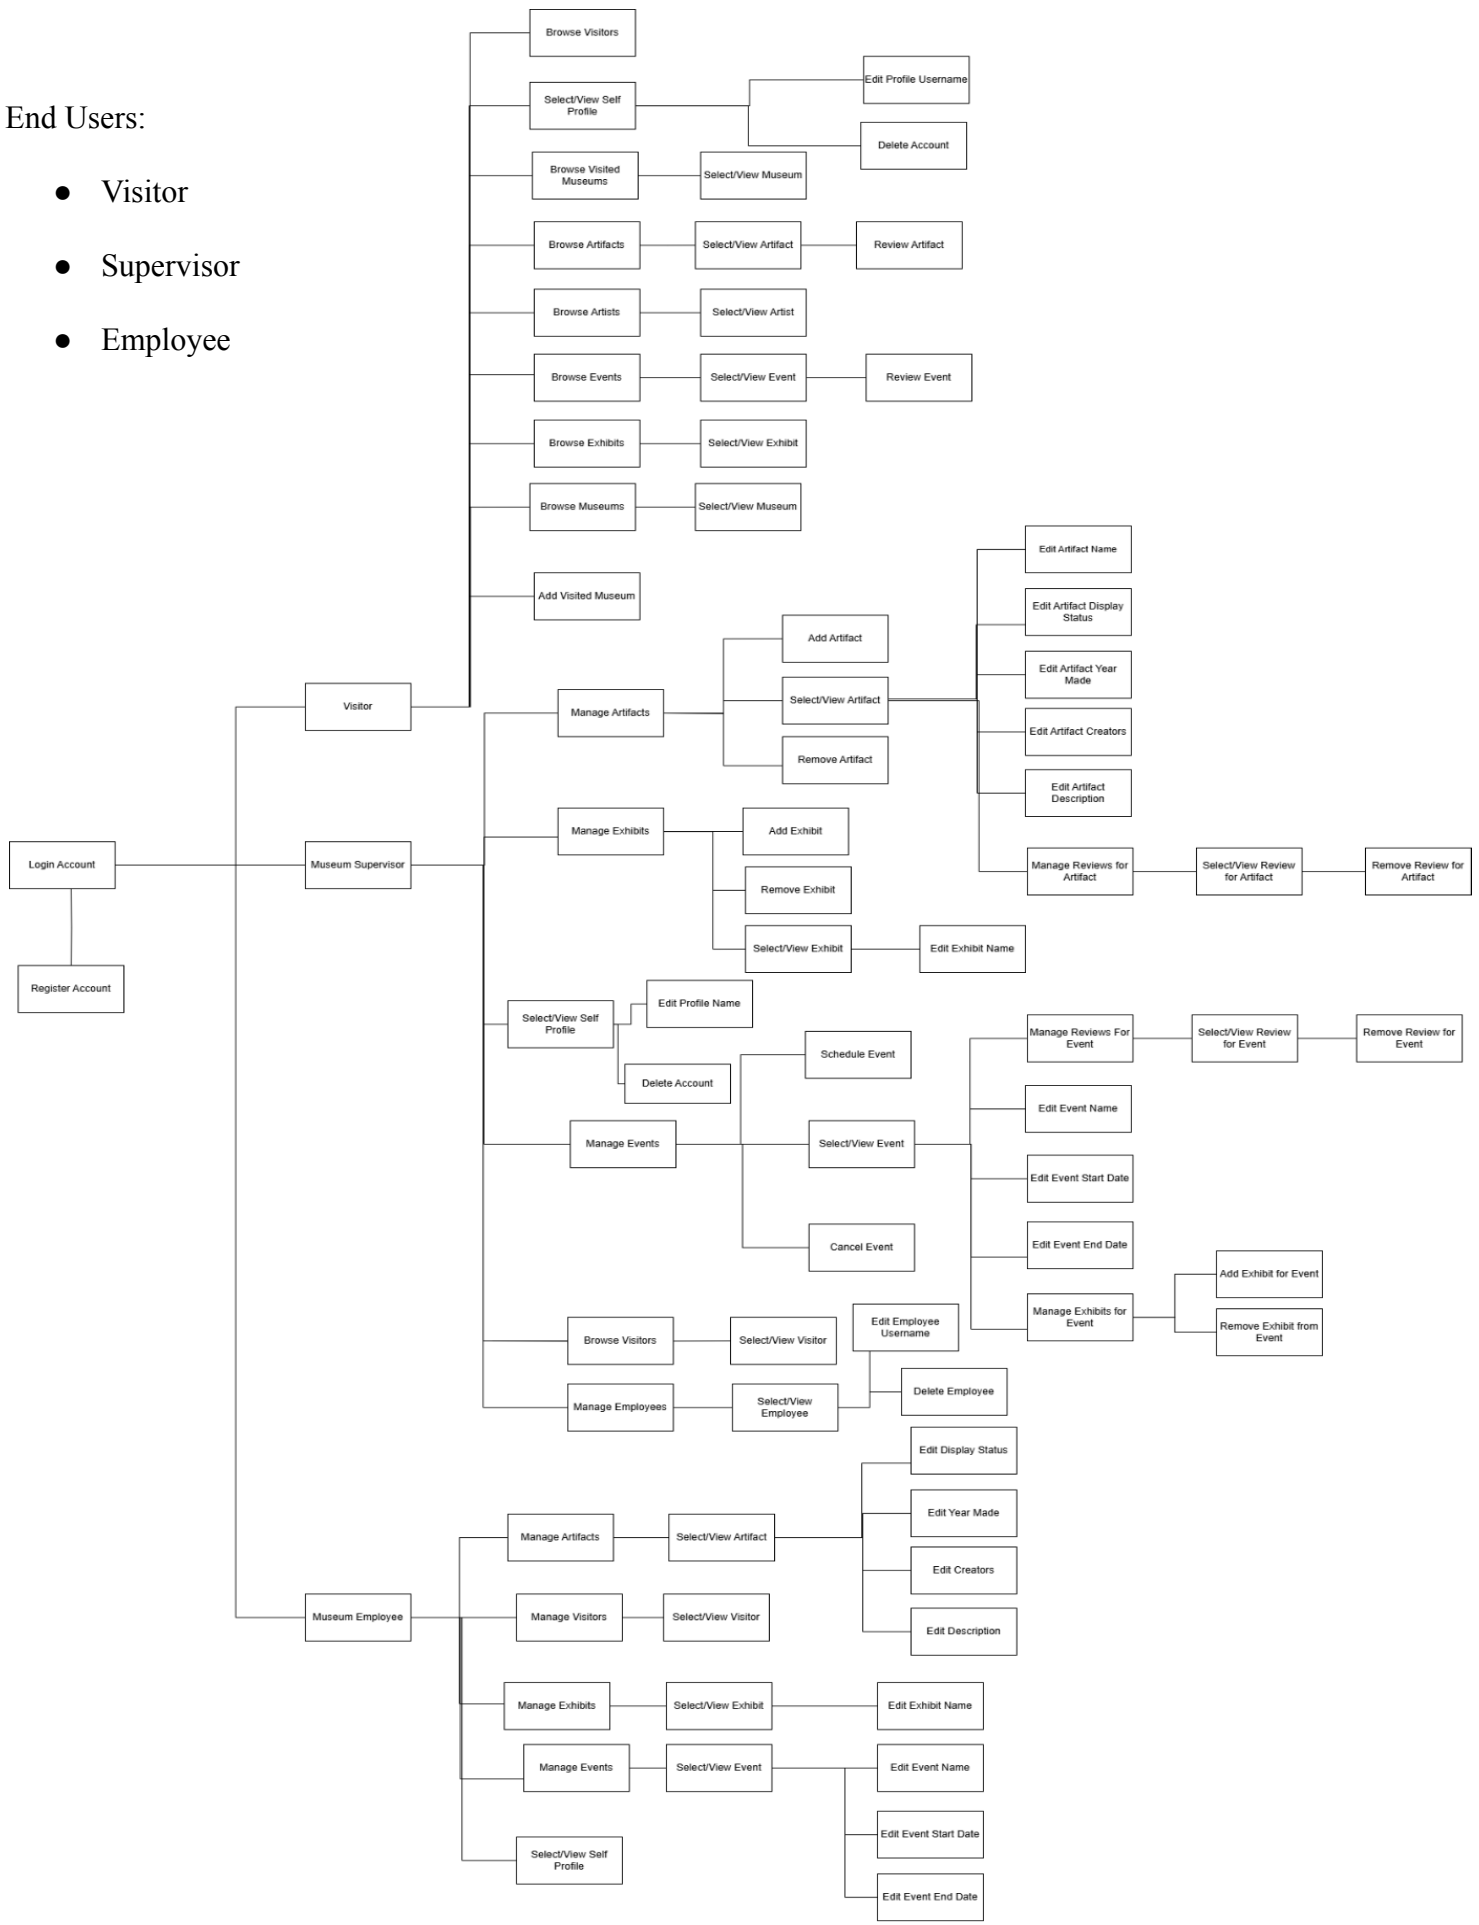 End Users:
● Visitor
● Supervisor
● Employee
Browse Visitors
Select/View Self
Profile
Edit Profile Username
Delete Account
Browse Visited
Museums
Select/View Museum
Browse Artifacts
Select/View Artifact
Review Artifact
Browse Artists
Select/View Artist
Browse Events
Select/View Event
Review Event
Browse Exhibits
Select/View Exhibit
Browse Museums
Select/View Museum
Add Visited Museum
Visitor
Manage Artifacts
Add Artifact
Select/View Artifact
Remove Artifact
Edit Artifact Name
Edit Artifact Display
Status
Edit Artifact Year
Made
Edit Artifact Creators
Edit Artifact
Description
Manage Reviews for
Artifact
Select/View Review
for Artifact
Remove Review for
Artifact
Login Account
Register Account
Museum Supervisor
Manage Exhibits
Add Exhibit
Remove Exhibit
Select/View Exhibit
Edit Exhibit Name
Select/View Self
Profile
Edit Profile Name
Delete Account
Manage Events
Schedule Event
Select/View Event
Cancel Event
Manage Reviews For
Event
Select/View Review
for Event
Remove Review for
Event
Edit Event Name
Edit Event Start Date
Edit Event End Date
Manage Exhibits for
Event
Add Exhibit for Event
Remove Exhibit from
Event
Browse Visitors
Select/View Visitor
Manage Employees
Select/View
Employee
Edit Employee
Username
Delete Employee
Museum Employee
Manage Artifacts
Select/View Artifact
Edit Display Status
Edit Year Made
Edit Creators
Edit Description
Manage Visitors
Select/View Visitor
Manage Exhibits
Select/View Exhibit
Edit Exhibit Name
Manage Events
Select/View Event
Edit Event Name
Edit Event Start Date
Edit Event End Date
Select/View Self
Profile